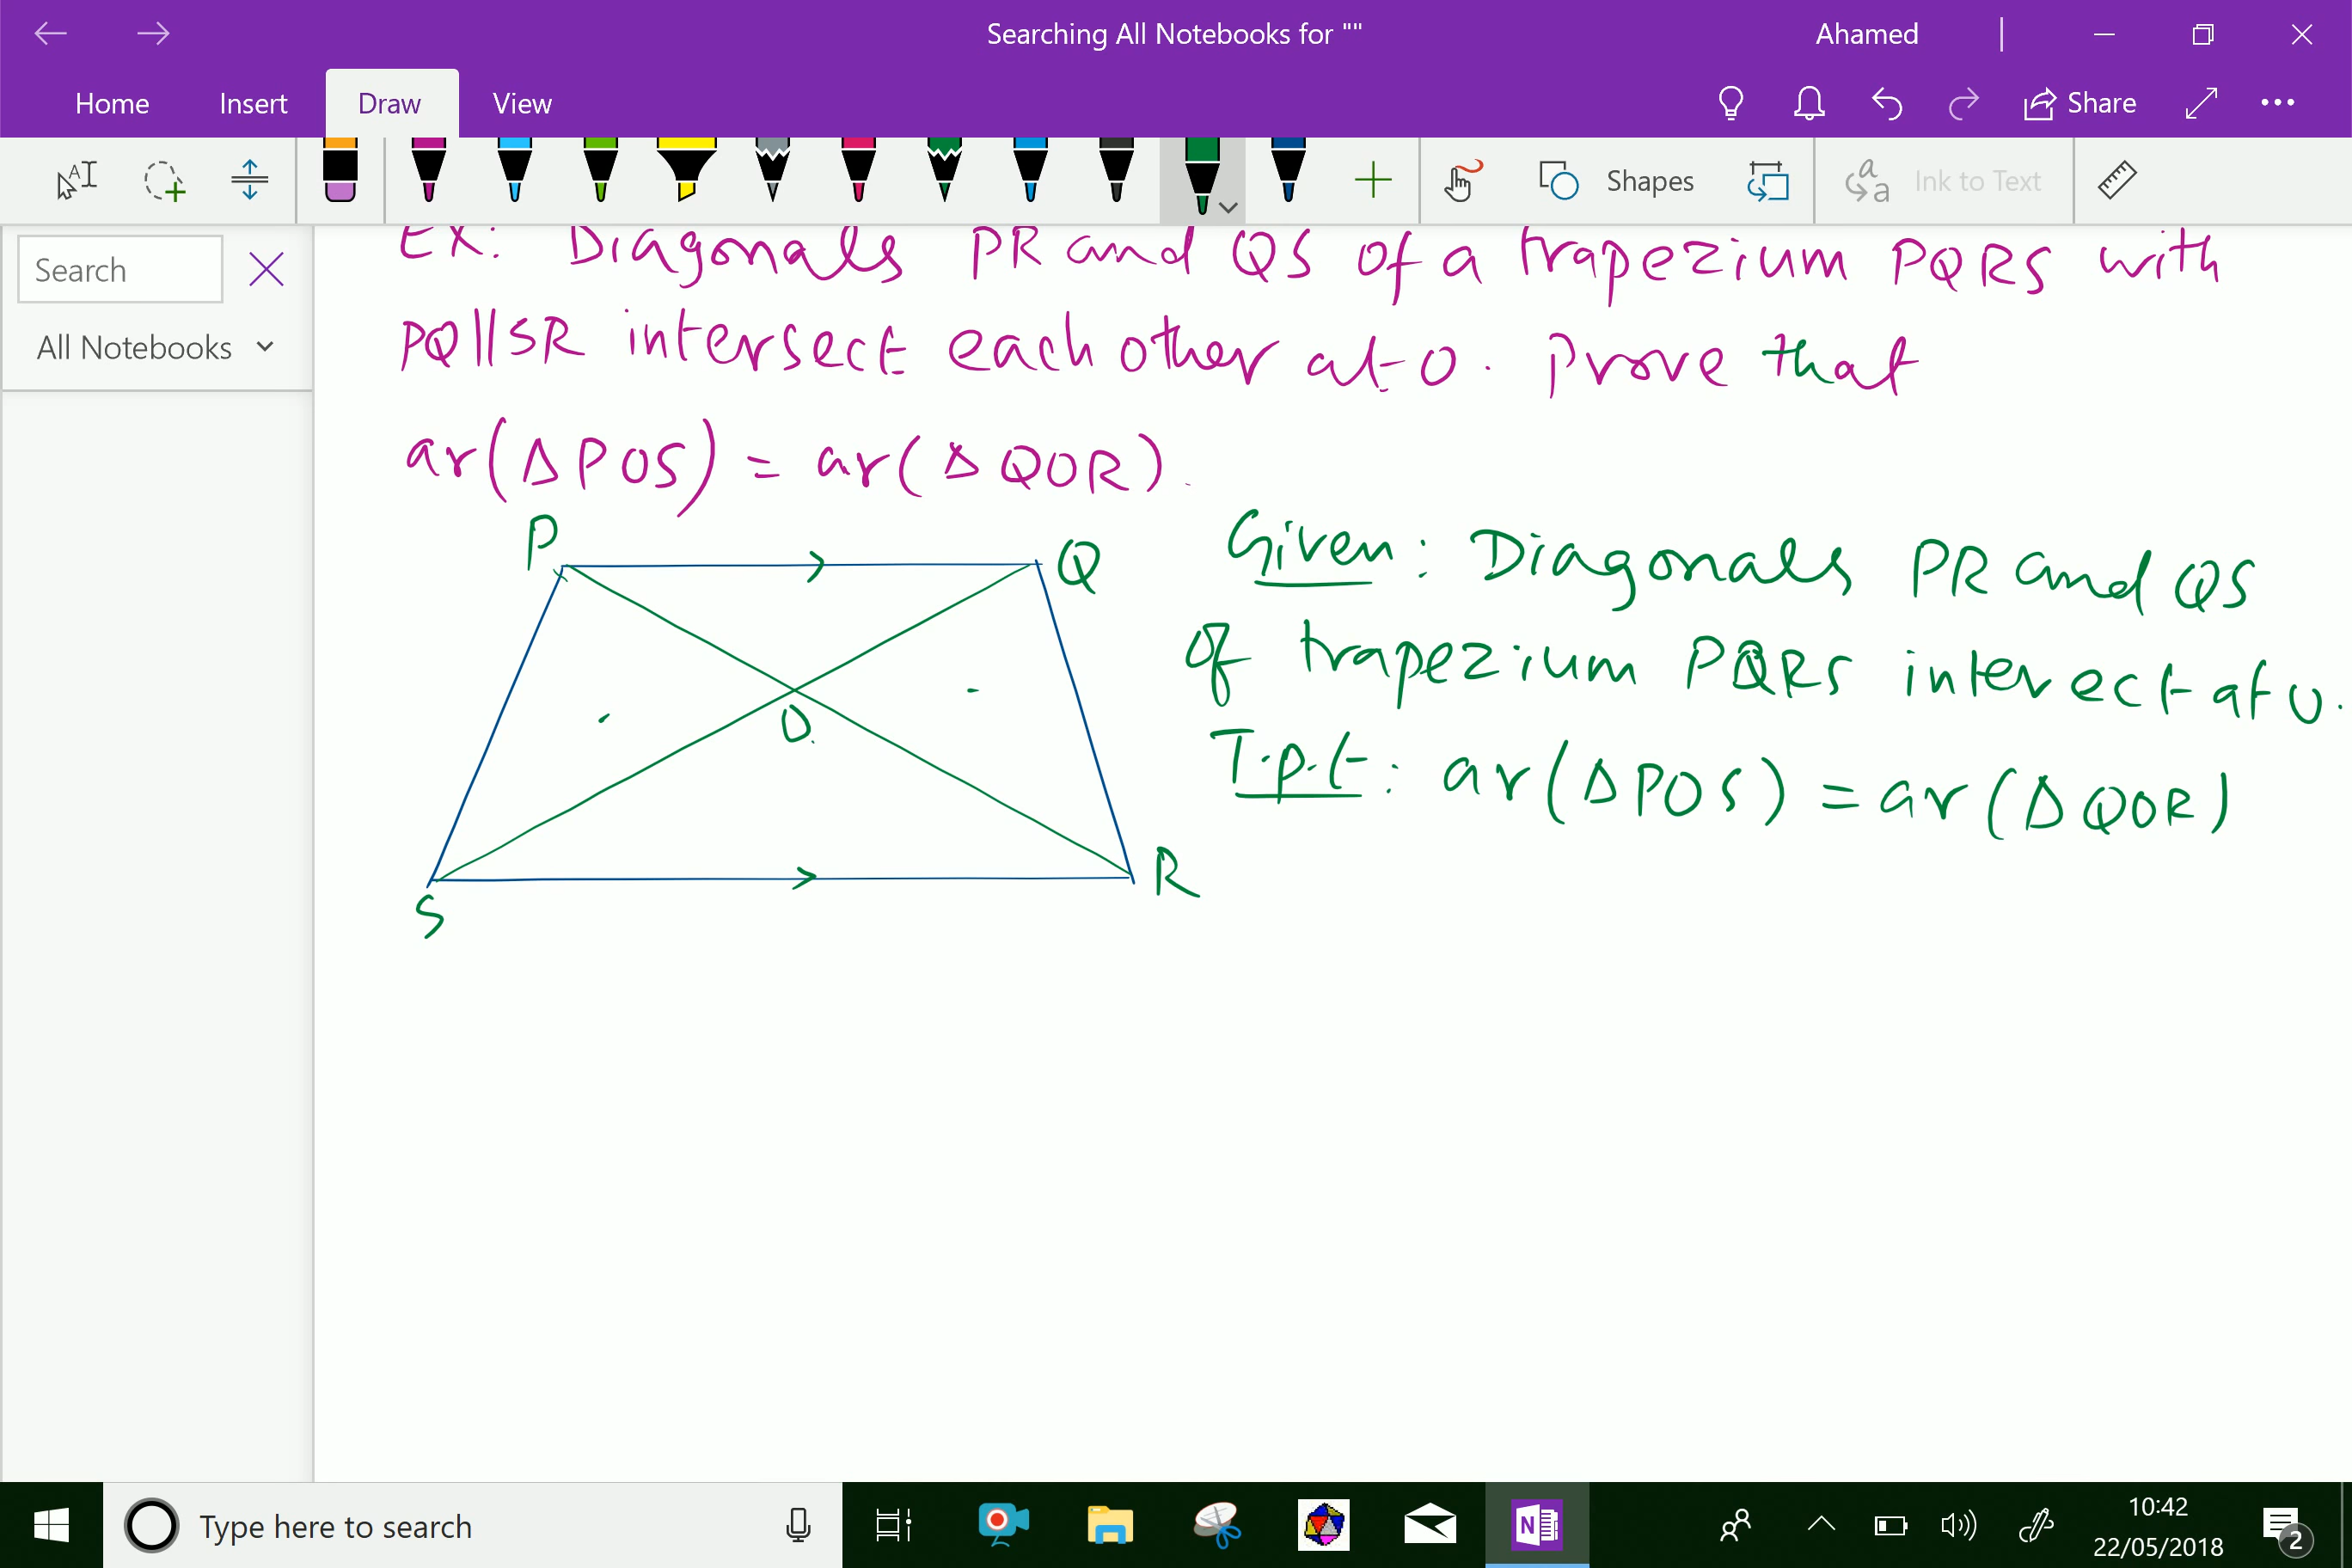 Searching All Notebooks for ""
Ahamed
Home Insert Draw View
Share
Shapes
Ink to Text
Search
All Notebooks
Ex: Diagonals PR and QS of a trapezium PQRS with
PQ||SR intersect each other at O. Prove that
ar(ΔPOS) = ar(ΔQOR).
P
Q
Given: Diagonals PR and QS
of trapezium PQRS interect at O.
O
T.p.t: ar(ΔPOS) = ar(ΔQOR)
S
R
Type here to search
N
10:42
22/05/2018
2